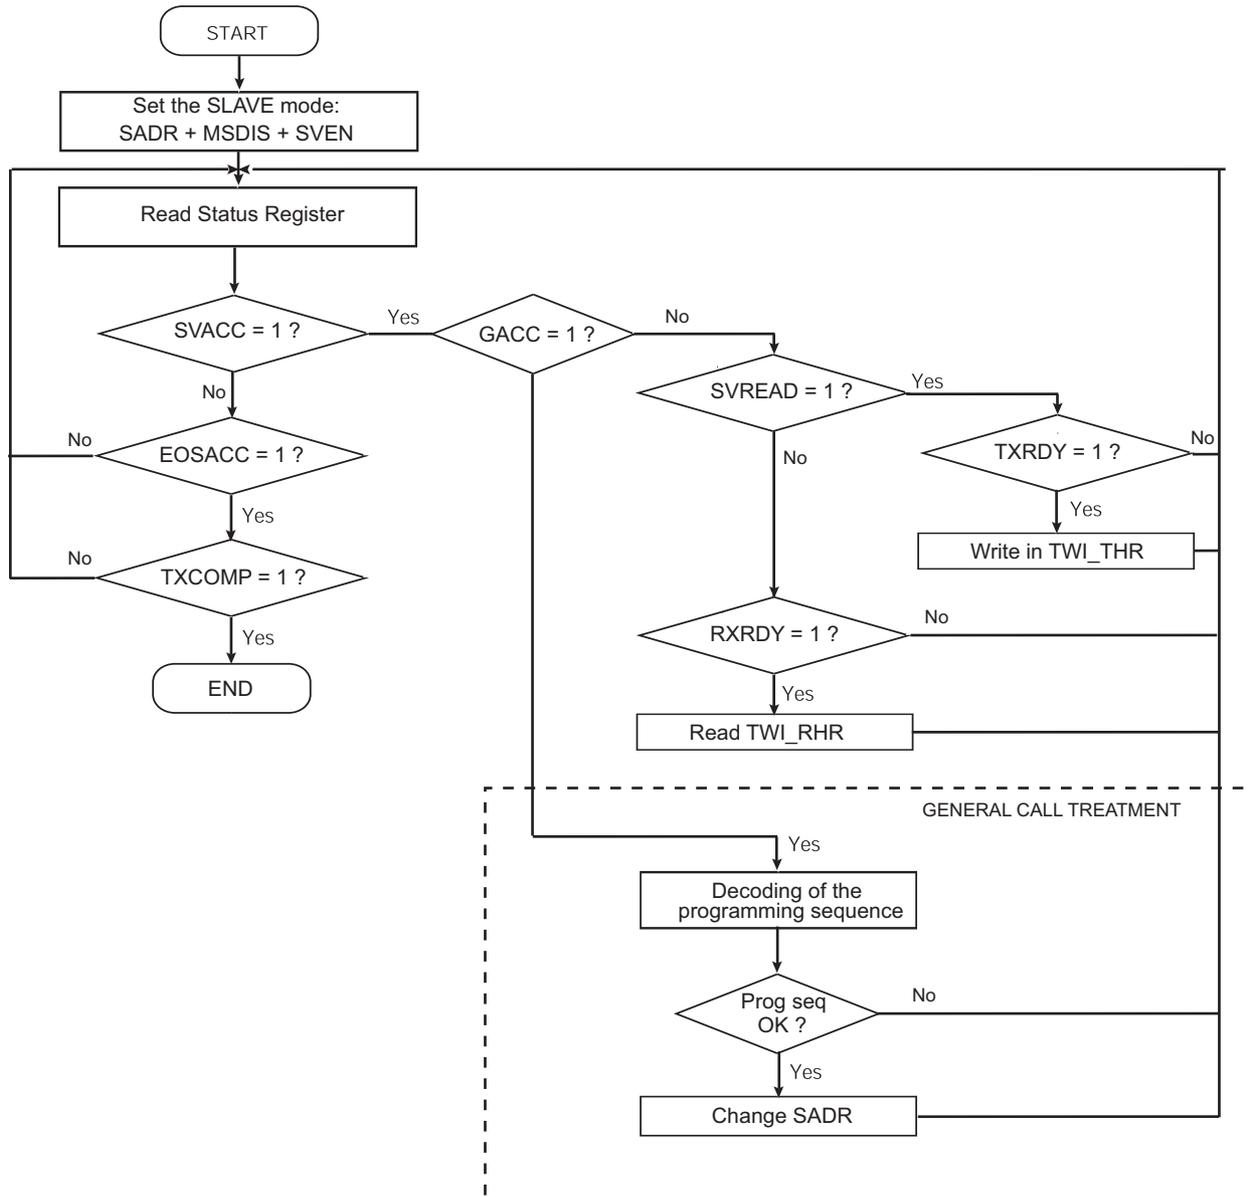 START
Set the SLAVE mode:
SADR + MSDIS + SVEN
Read Status Register
SVACC = 1 ?
Yes
GACC = 1 ?
No
No
SVREAD = 1 ?
Yes
EOSACC = 1 ?
No
No
TXRDY = 1 ?
No
Yes
Yes
Write in TWI_THR
No
TXCOMP = 1 ?
Yes
END
RXRDY = 1 ?
No
Yes
Read TWI_RHR
GENERAL CALL TREATMENT
Yes
Decoding of the
programming sequence
Prog seq
OK ?
No
Yes
Change SADR